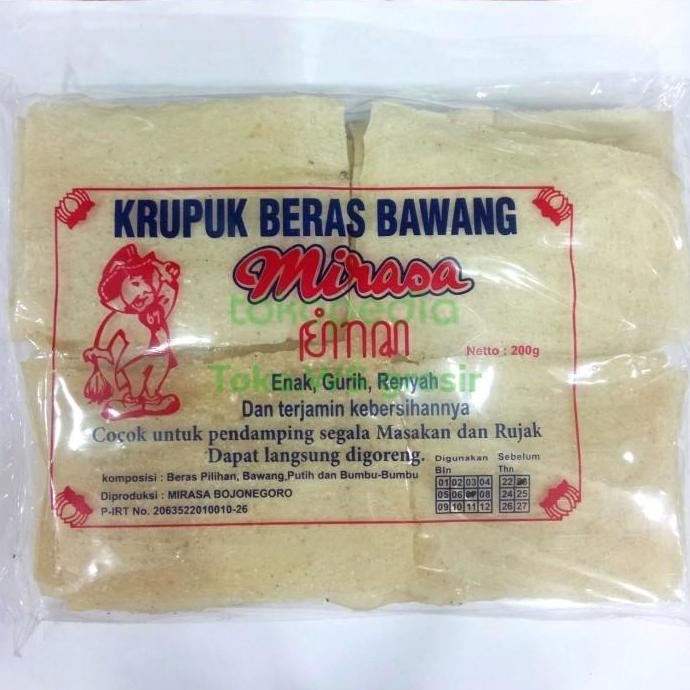 KRUPUK BERAS BAWANG
Mirasa
tokopedia
Netto : 200g
Enak, Gurih, Renyah
Dan terjamin kebersihannya
Cocok untuk pendamping segala Masakan dan Rujak
Dapat langsung digoreng.
komposisi : Beras Pilihan, Bawang,Putih dan Bumbu-Bumbu
Diproduksi : MIRASA BOJONEGORO
P-IRT No. 2063522010010-26
Digunakan Sebelum
Bln Thn
01 02 03 04 22
05 06 08 24 25
09 10 11 12 26 27